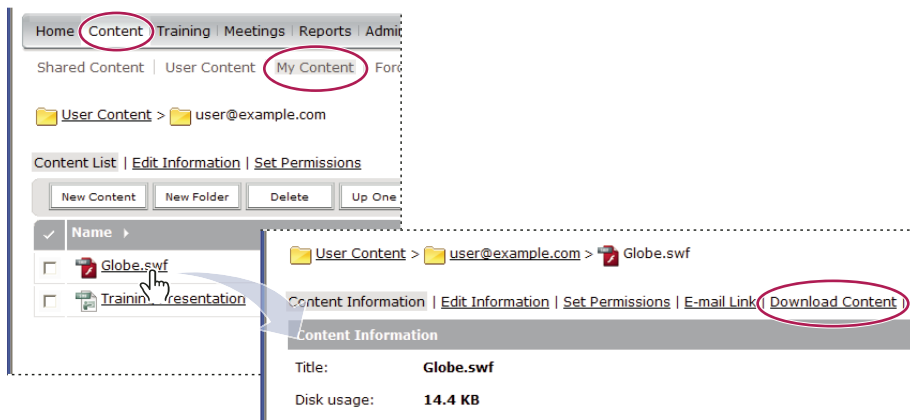 Home Content Training Meetings Reports
Shared Content | User Content My Content
User Content > user@example.com
Content List | Edit Information | Set Permissions
New Content New Folder Delete Up One
Name
Globe.swf
Training Presentation
User Content > user@example.com > Globe.swf
Content Information | Edit Information | Set Permissions | E-mail Link | Download Content
Content Information
Title: Globe.swf
Disk usage: 14.4 KB